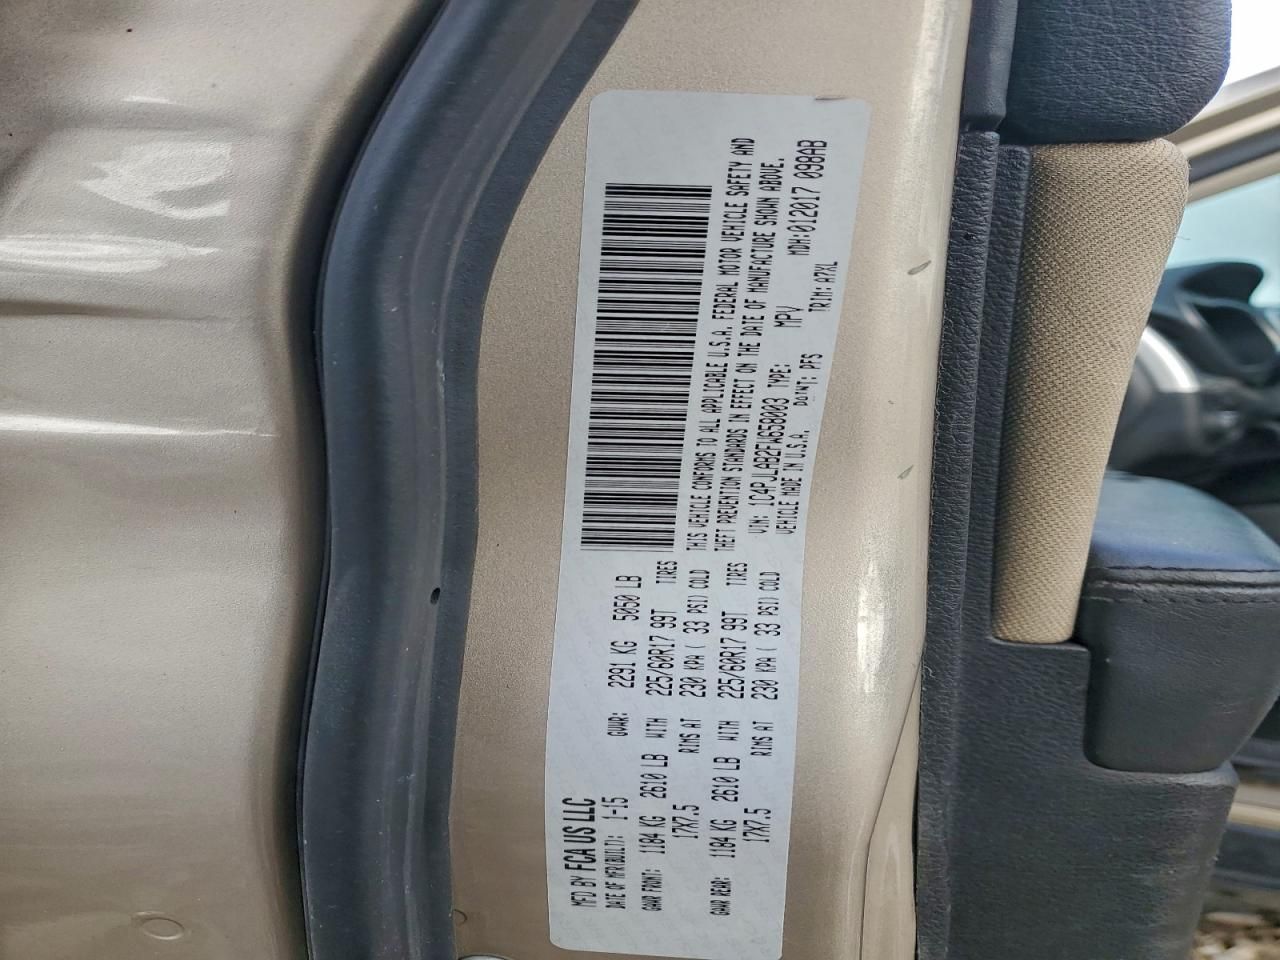 MFD BY FCA US LLC
DATE OF MFR(BUILT): 1-15 GVWR: 2291 KG 5050 LB
GAWR FRONT: 1184 KG 2610 LB WITH 225/60R17 99T TIRES
17X7.5 RIMS AT 230 KPA ( 33 PSI) COLD
GAWR REAR: 1184 KG 2610 LB WITH 225/60R17 99T TIRES
17X7.5 RIMS AT 230 KPA ( 33 PSI) COLD
THIS VEHICLE CONFORMS TO ALL APPLICABLE U.S.A. FEDERAL MOTOR VEHICLE SAFETY AND
THEFT PREVENTION STANDARDS IN EFFECT ON THE DATE OF MANUFACTURE SHOWN ABOVE.
VIN: 1C4PJLAB2FW658003 TYPE: MPV MDH:012017 098AB
VEHICLE MADE IN U.S.A. PAINT: PFS TRIM: A7XL